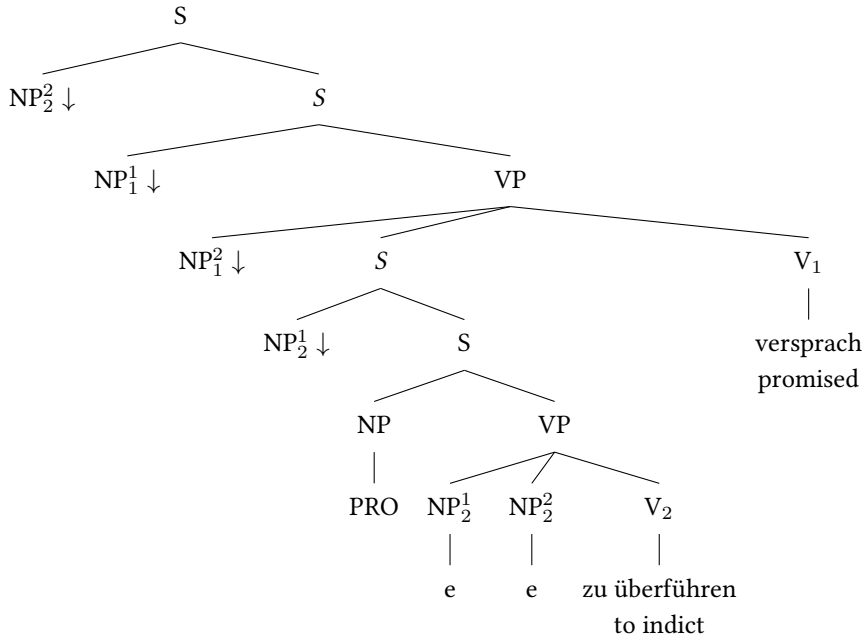 S
NP₂² ↓ S
NP₁¹ ↓ VP
NP₁² ↓ S V₁
NP₂¹ ↓ S versprach
promised
NP VP
PRO NP₂¹ NP₂² V₂
e e zu überführen
to indict